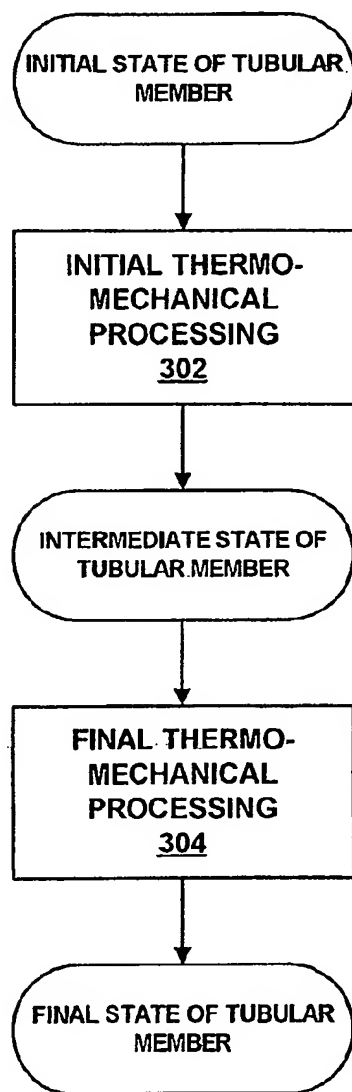 INITIAL STATE OF TUBULAR
MEMBER
INITIAL THERMO-
MECHANICAL
PROCESSING
302
INTERMEDIATE STATE OF
TUBULAR MEMBER
FINAL THERMO-
MECHANICAL
PROCESSING
304
FINAL STATE OF TUBULAR
MEMBER